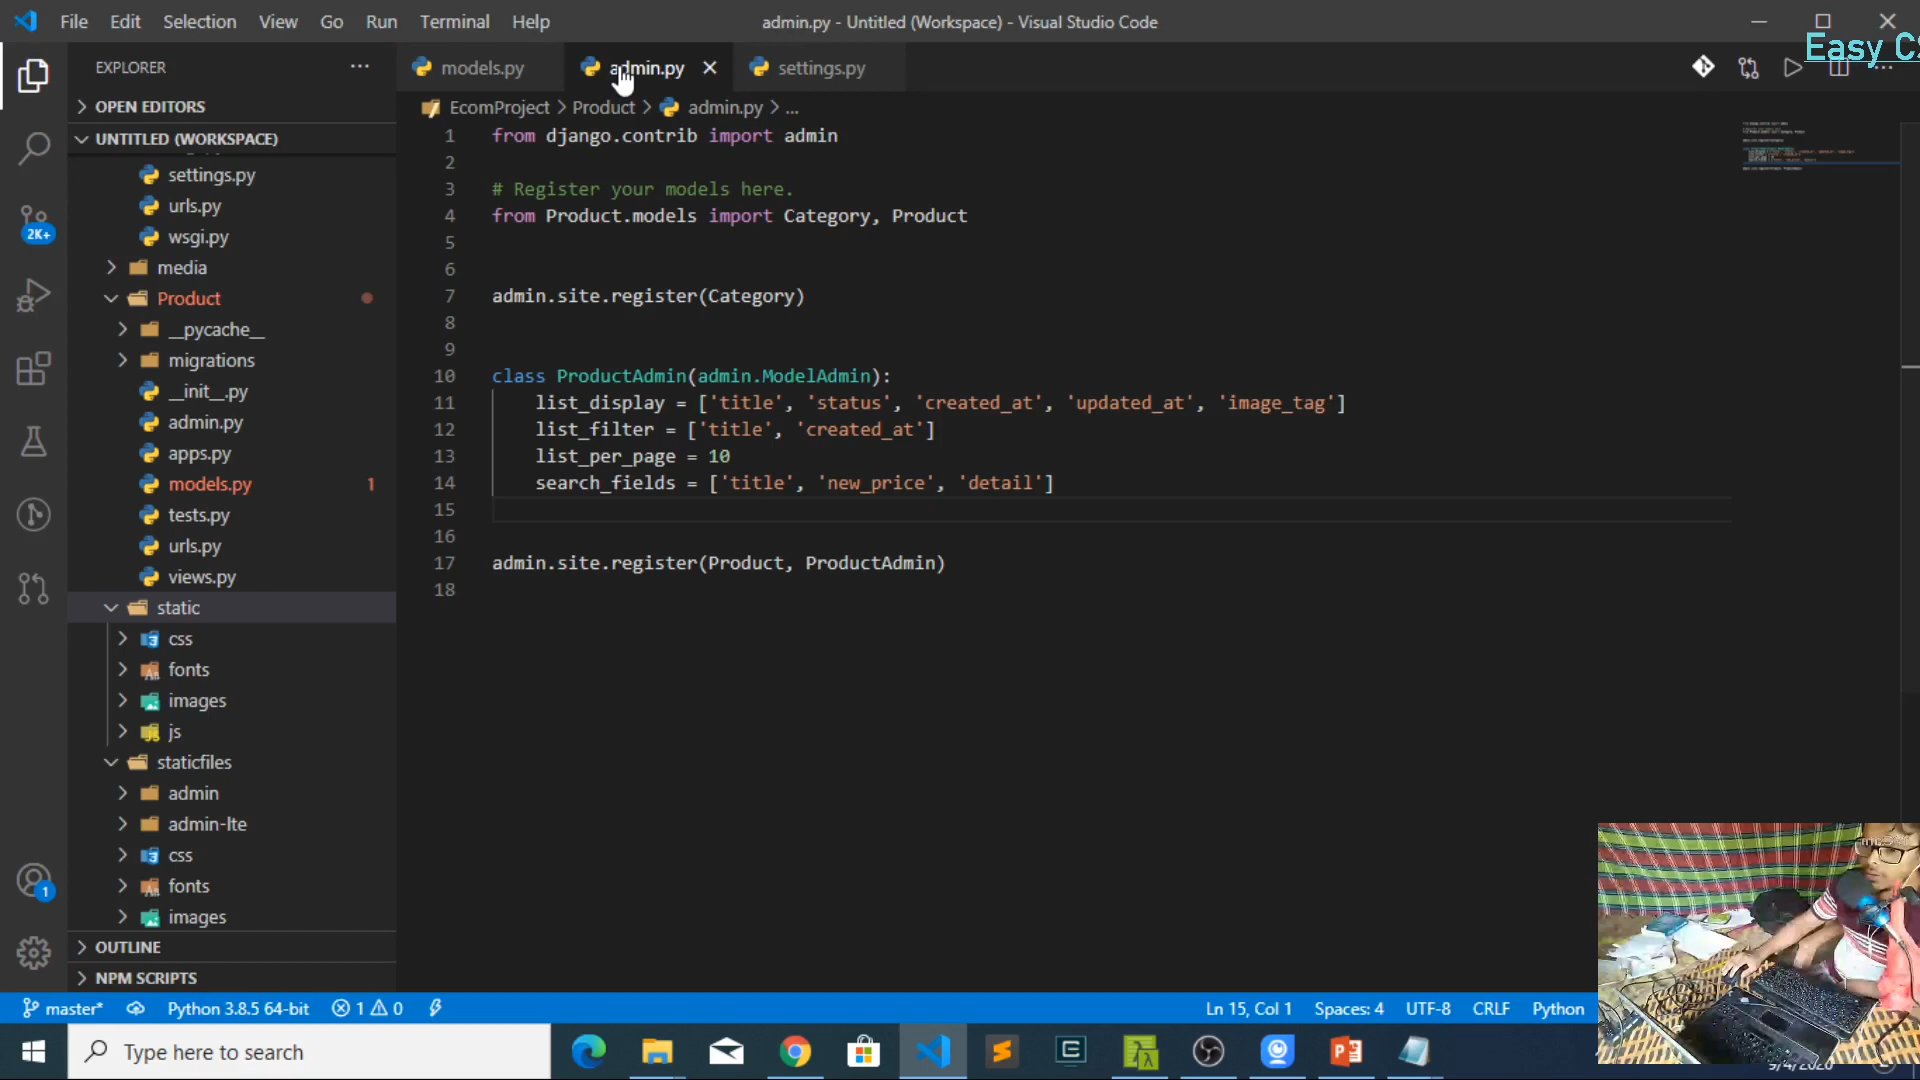 File Edit Selection View Go Run Terminal Help
admin.py - Untitled (Workspace) - Visual Studio Code
Easy CS
EXPLORER
models.py
admin.py
settings.py
OPEN EDITORS
UNTITLED (WORKSPACE)
EcomProject > Product > admin.py > ...
settings.py
urls.py
wsgi.py
media
Product
__pycache__
migrations
__init__.py
admin.py
apps.py
models.py 1
tests.py
urls.py
views.py
static
css
fonts
images
js
staticfiles
admin
admin-lte
css
fonts
images
OUTLINE
NPM SCRIPTS
2K+
1
1 from django.contrib import admin
2
3 # Register your models here.
4 from Product.models import Category, Product
5
6
7 admin.site.register(Category)
8
9
10 class ProductAdmin(admin.ModelAdmin):
11 list_display = ['title', 'status', 'created_at', 'updated_at', 'image_tag']
12 list_filter = ['title', 'created_at']
13 list_per_page = 10
14 search_fields = ['title', 'new_price', 'detail']
15
16
17 admin.site.register(Product, ProductAdmin)
18
master* Python 3.8.5 64-bit 1 0 Ln 15, Col 1 Spaces: 4 UTF-8 CRLF Python
Type here to search
9/4/2020